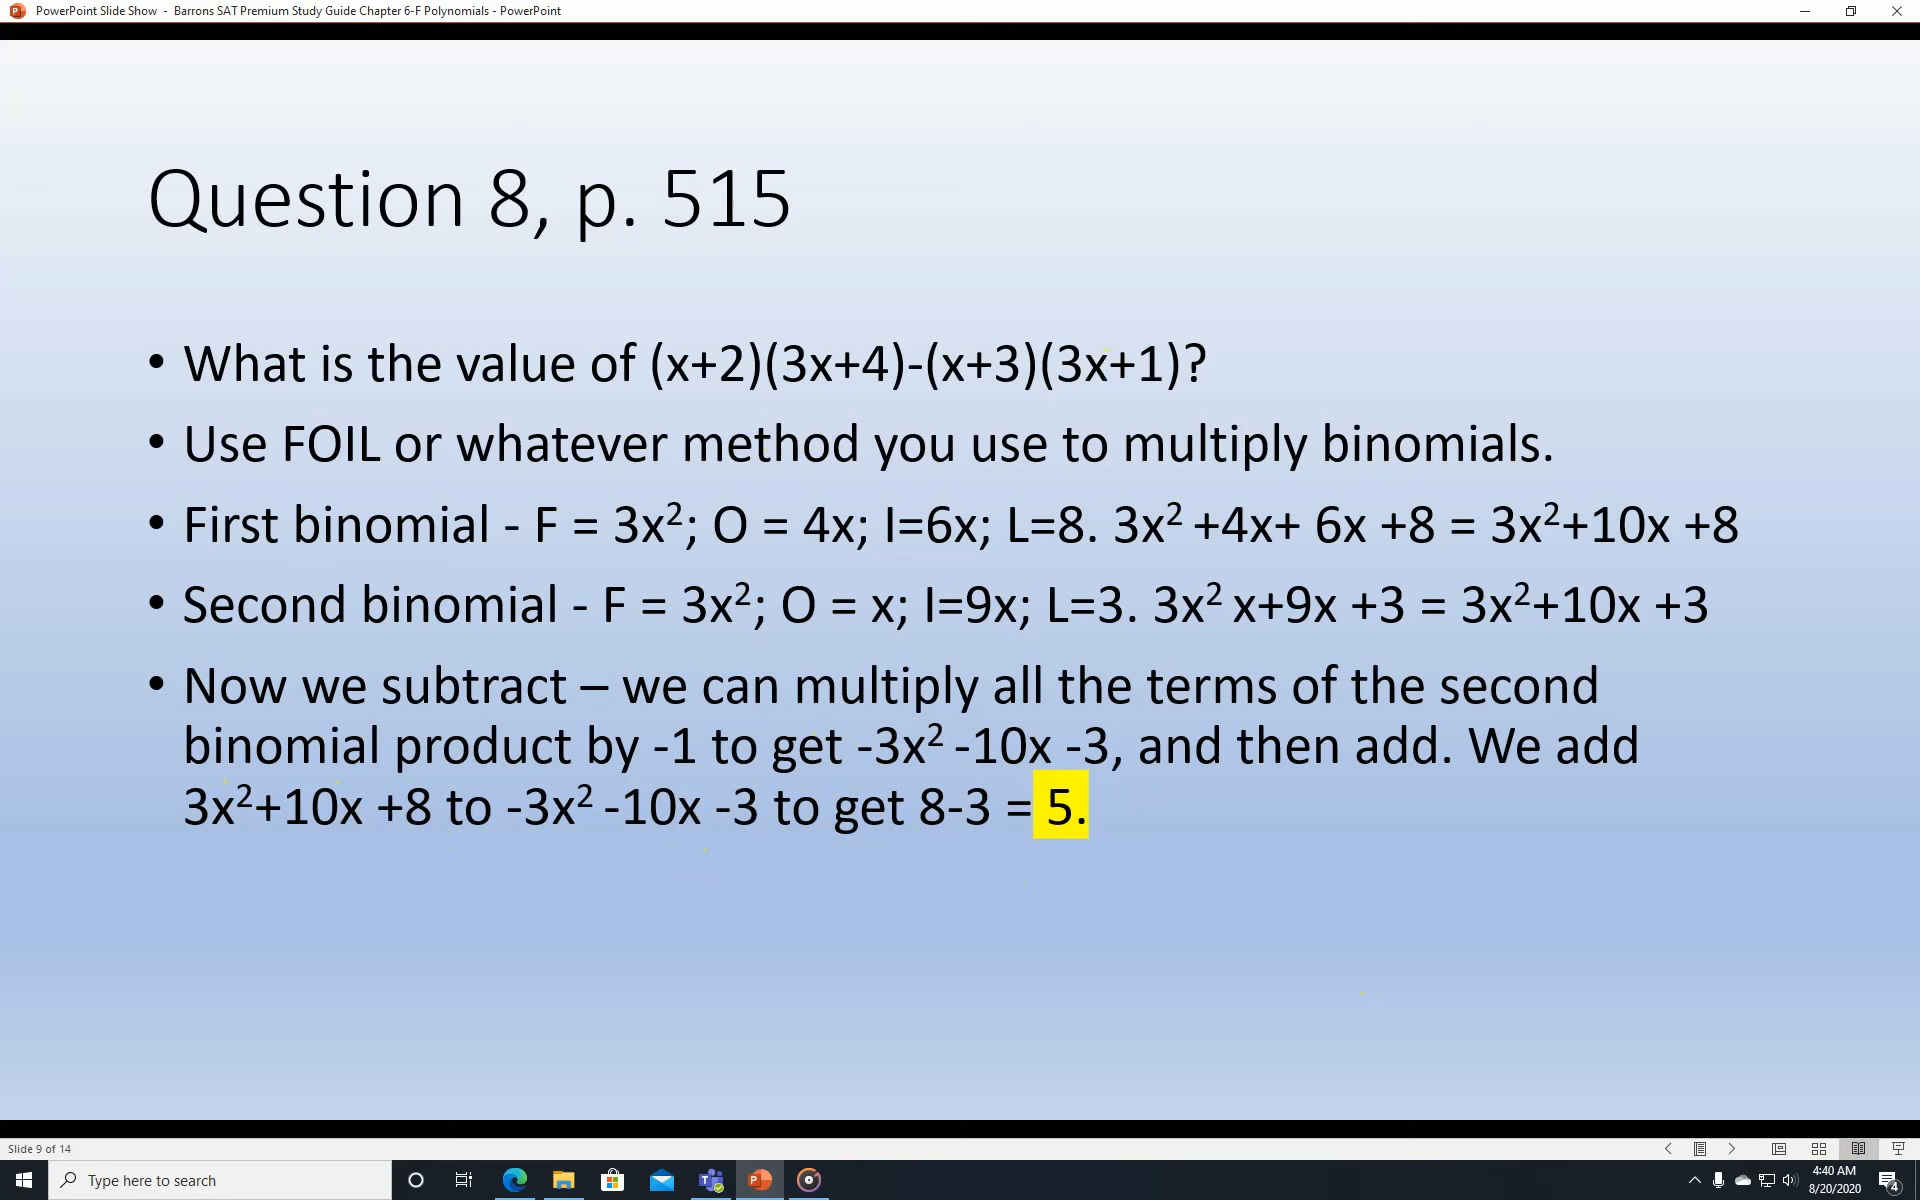 PowerPoint Slide Show - Barrons SAT Premium Study Guide Chapter 6-F Polynomials - PowerPoint
Question 8, p. 515
• What is the value of (x+2)(3x+4)-(x+3)(3x+1)?
• Use FOIL or whatever method you use to multiply binomials.
• First binomial - F = 3x²; O = 4x; I=6x; L=8. 3x² +4x+ 6x +8 = 3x²+10x +8
• Second binomial - F = 3x²; O = x; I=9x; L=3. 3x² x+9x +3 = 3x²+10x +3
• Now we subtract – we can multiply all the terms of the second
binomial product by -1 to get -3x² -10x -3, and then add. We add
3x²+10x +8 to -3x² -10x -3 to get 8-3 = 5.
Slide 9 of 14
Type here to search
4:40 AM
8/20/2020
4